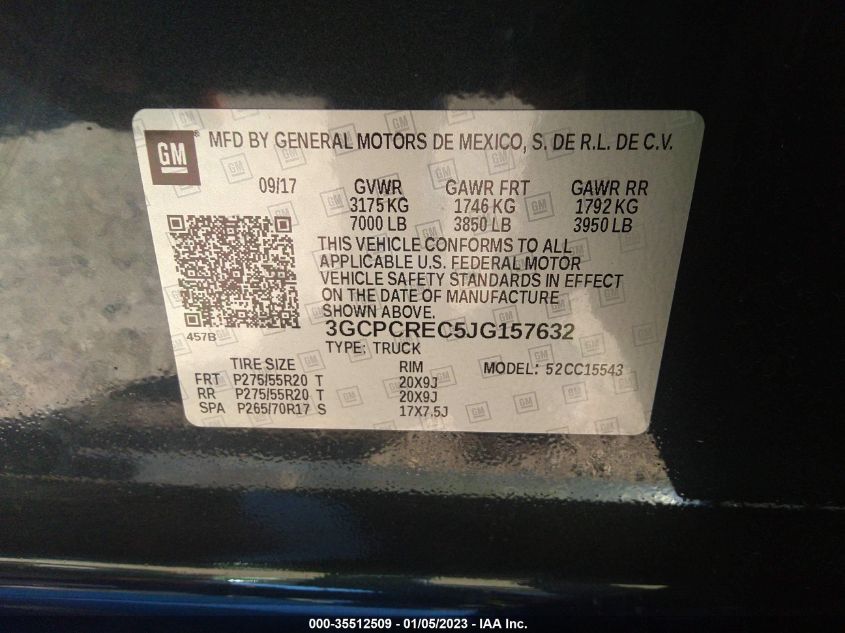 GM ® MFD BY GENERAL MOTORS DE MEXICO, S. DE R.L. DE C.V.
09/17 GVWR GAWR FRT GAWR RR
3175 KG 1746 KG 1792 KG
7000 LB 3850 LB 3950 LB
THIS VEHICLE CONFORMS TO ALL
APPLICABLE U.S. FEDERAL MOTOR
VEHICLE SAFETY STANDARDS IN EFFECT
ON THE DATE OF MANUFACTURE
SHOWN ABOVE.
457B 3GCPCREC5JG157632
TYPE: TRUCK
TIRE SIZE RIM MODEL: 52CC15543
FRT P275/55R20 T 20X9J
RR P275/55R20 T 20X9J
SPA P265/70R17 S 17X7.5J
000-35512509 - 01/05/2023 - IAA Inc.